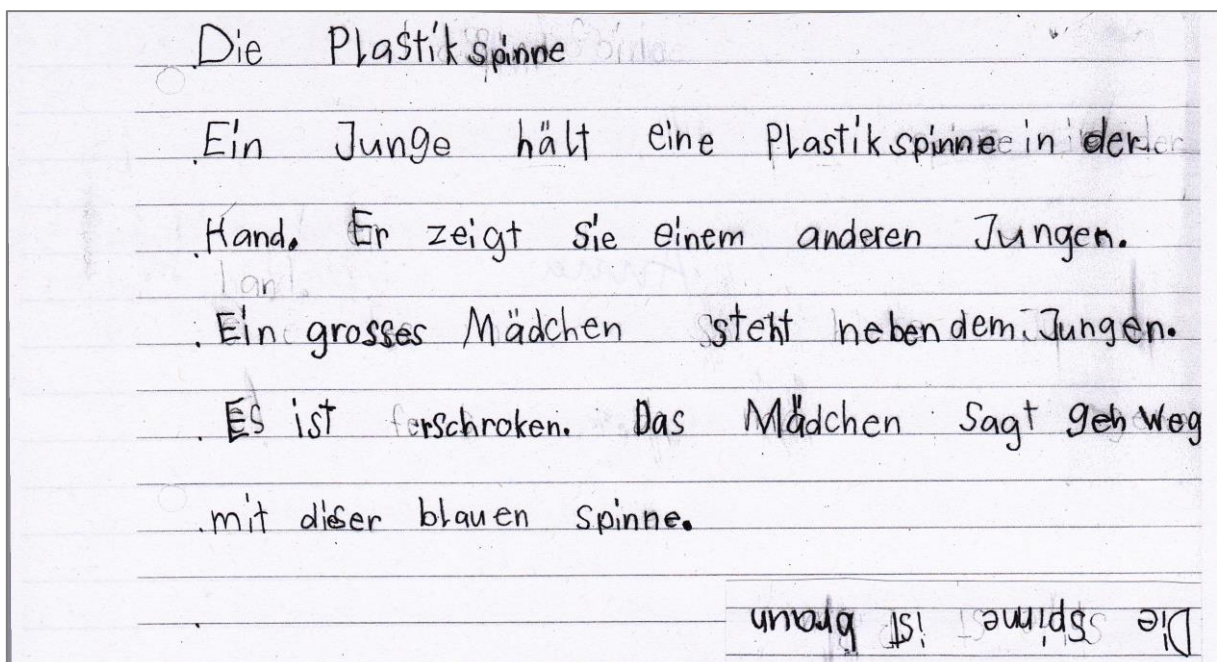 Die Plastikspinne
Ein Junge hält eine Plastikspinne in der
Hand. Er zeigt sie einem anderen Jungen.
Ein grosses Mädchen steht neben dem Jungen.
Es ist erschroken. Das Mädchen sagt geh weg
mit diser blauen spinne.
Die spinne ist braun